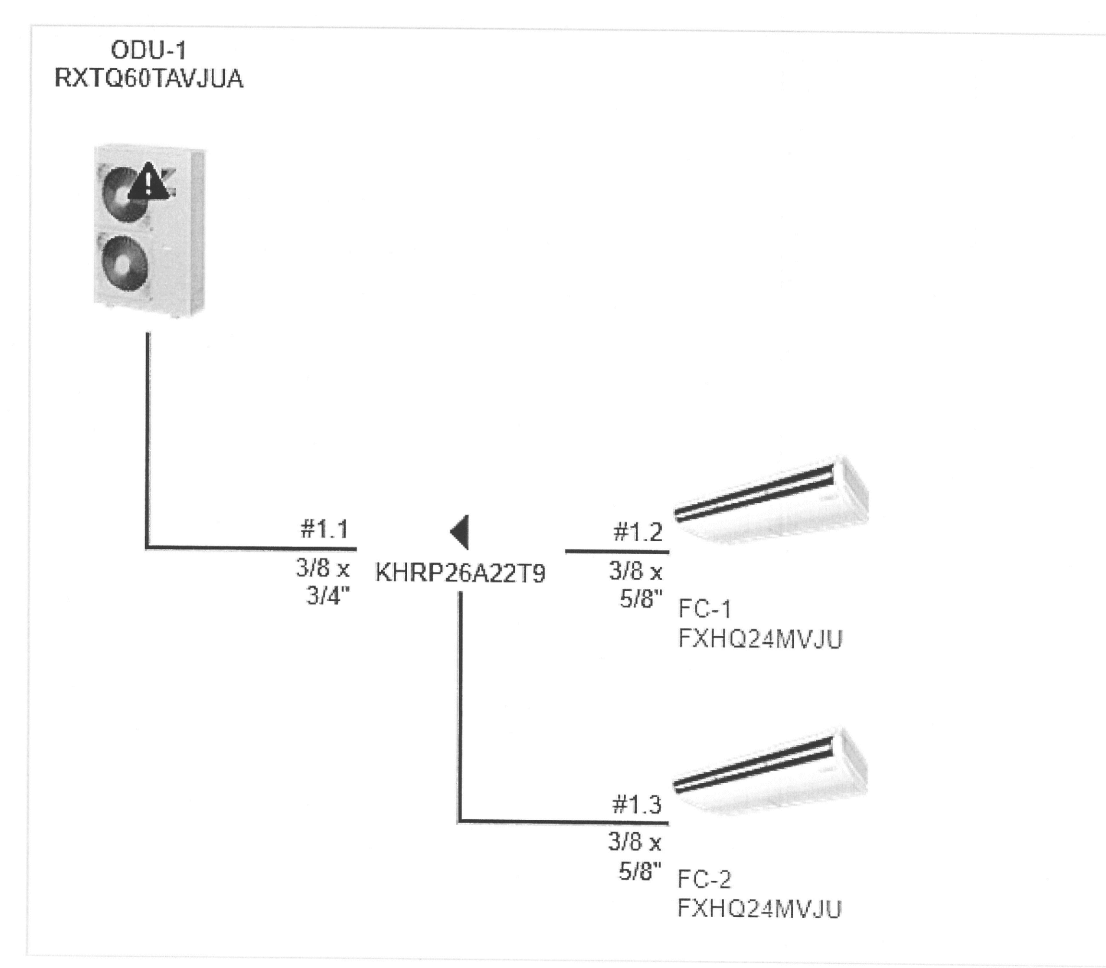 ODU-1
RXTQ60TAVJUA
#1.1
3/8 x
3/4"
KHRP26A22T9
#1.2
3/8 x
5/8"
FC-1
FXHQ24MVJU
#1.3
3/8 x
5/8"
FC-2
FXHQ24MVJU